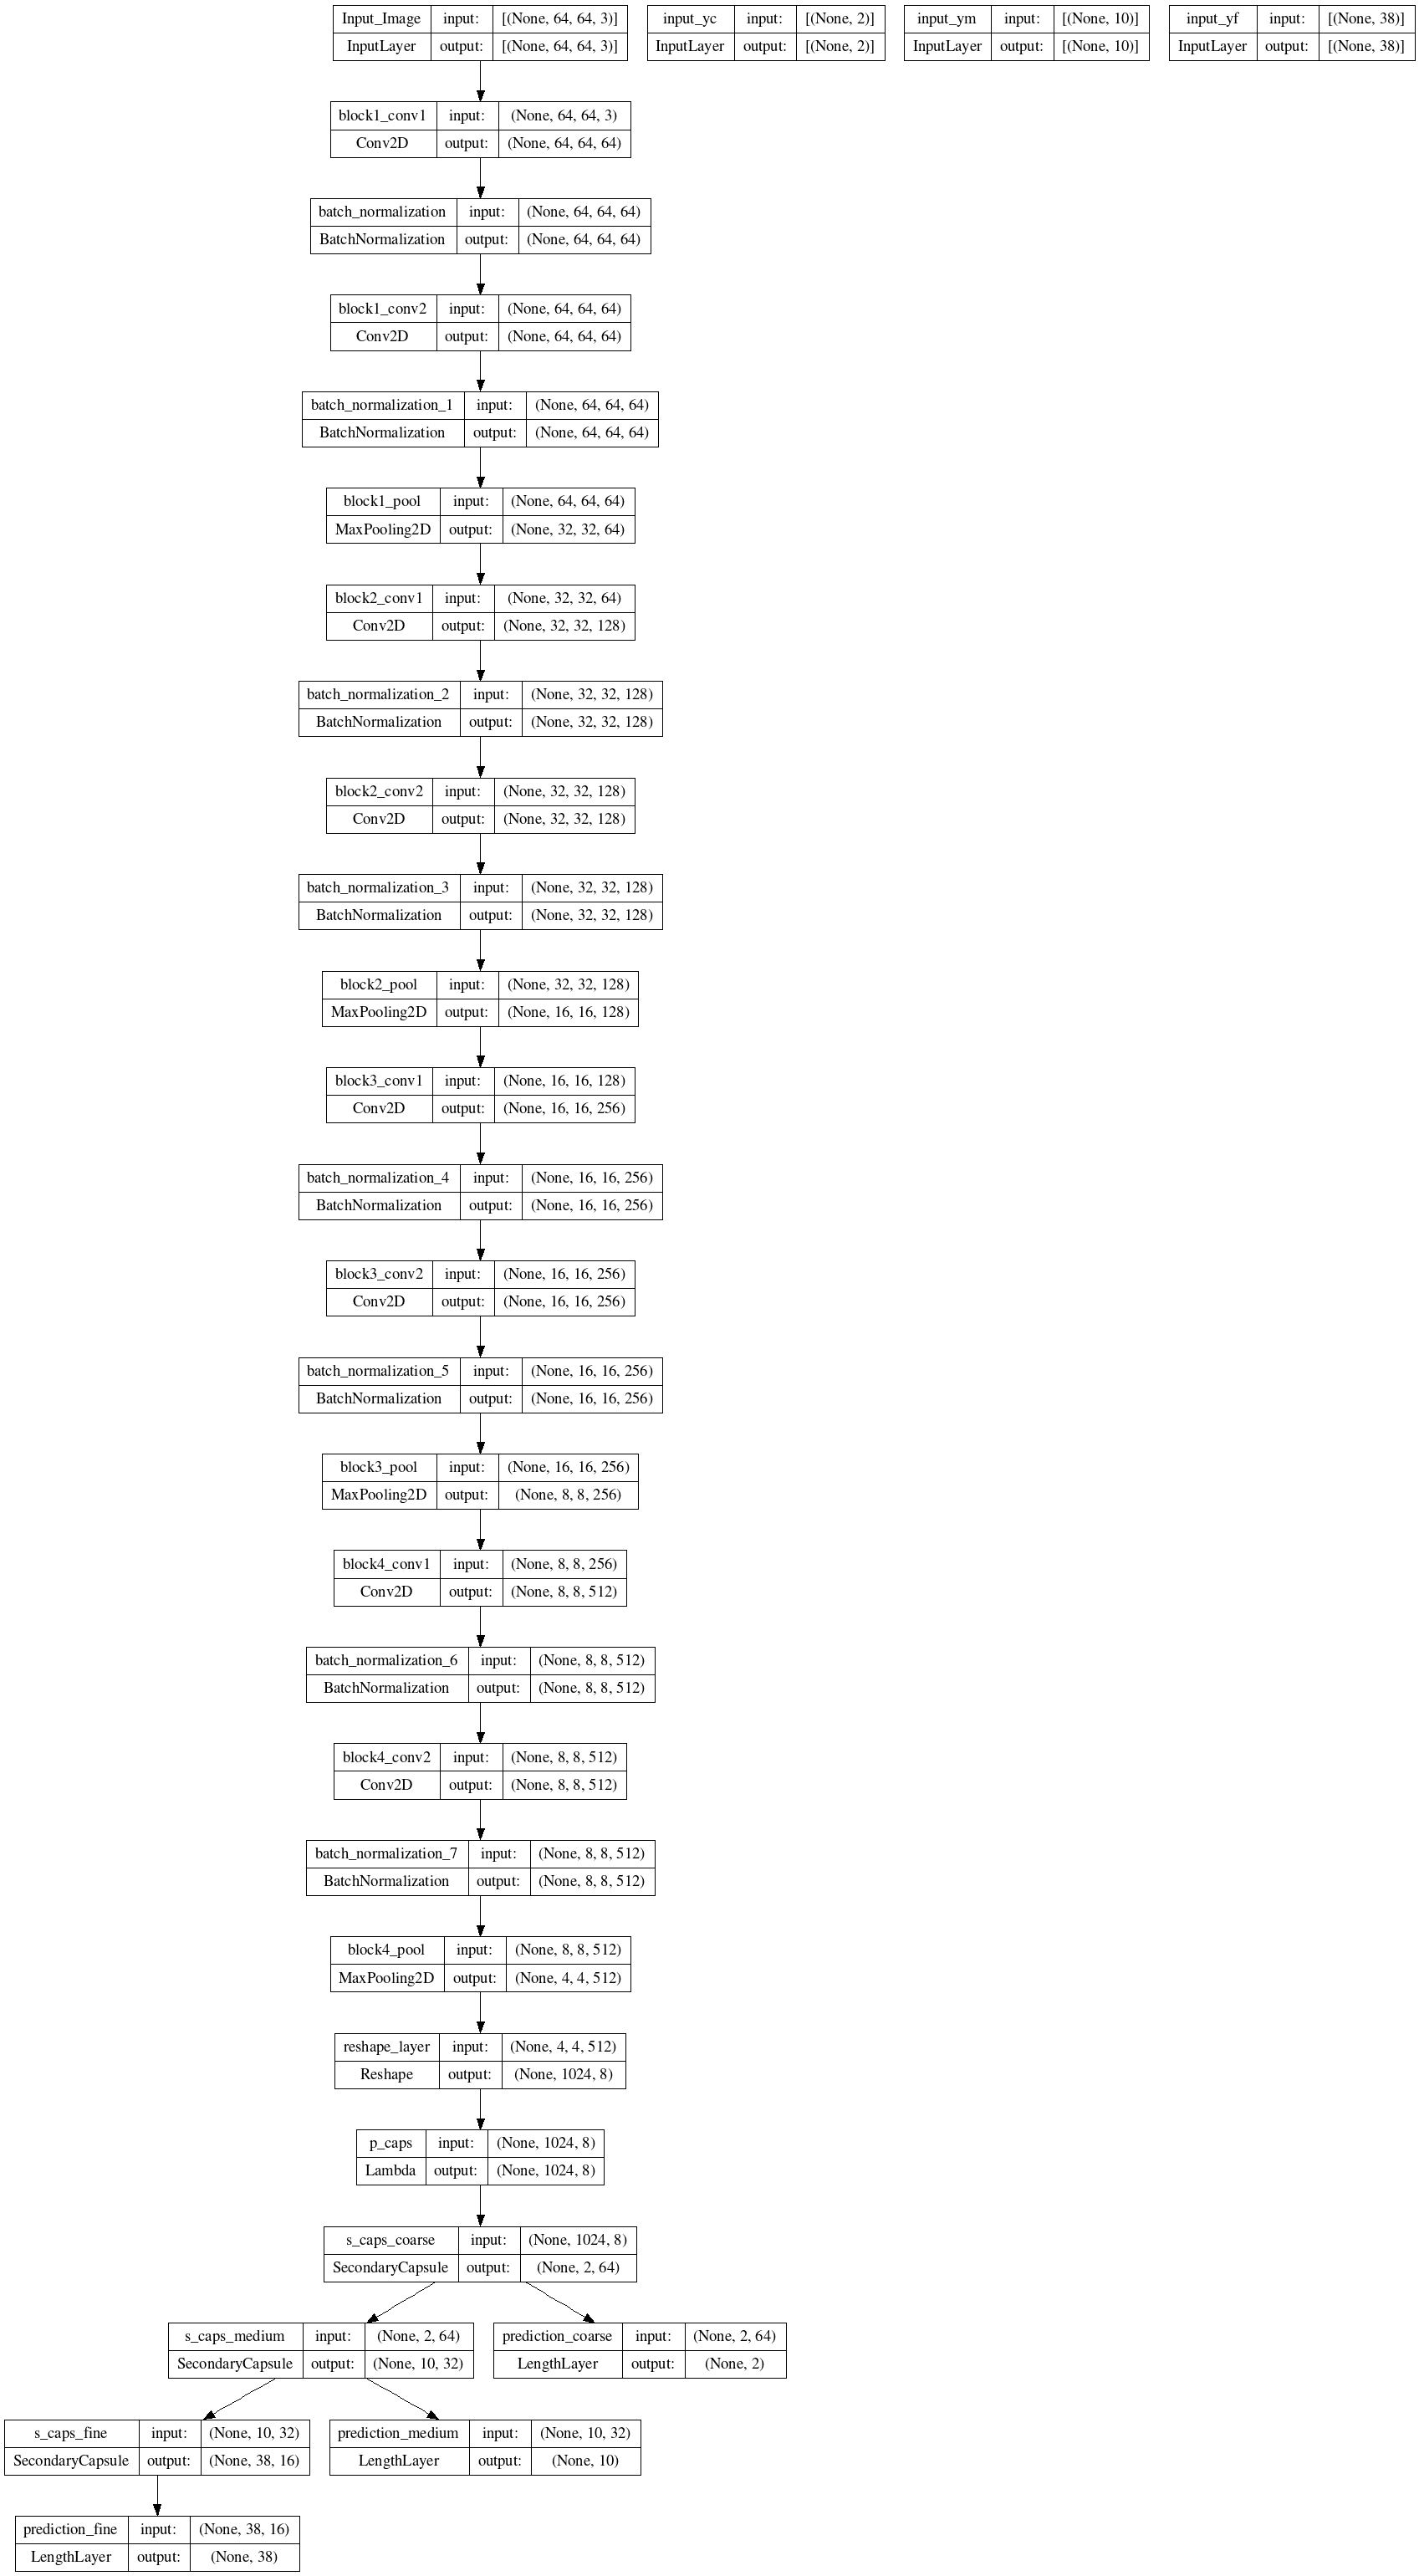 Input_Image input: [(None, 64, 64, 3)]
InputLayer output: [(None, 64, 64, 3)]
input_yc input: [(None, 2)]
InputLayer output: [(None, 2)]
input_ym input: [(None, 10)]
InputLayer output: [(None, 10)]
input_yf input: [(None, 38)]
InputLayer output: [(None, 38)]
block1_conv1 input: (None, 64, 64, 3)
Conv2D output: (None, 64, 64, 64)
batch_normalization input: (None, 64, 64, 64)
BatchNormalization output: (None, 64, 64, 64)
block1_conv2 input: (None, 64, 64, 64)
Conv2D output: (None, 64, 64, 64)
batch_normalization_1 input: (None, 64, 64, 64)
BatchNormalization output: (None, 64, 64, 64)
block1_pool input: (None, 64, 64, 64)
MaxPooling2D output: (None, 32, 32, 64)
block2_conv1 input: (None, 32, 32, 64)
Conv2D output: (None, 32, 32, 128)
batch_normalization_2 input: (None, 32, 32, 128)
BatchNormalization output: (None, 32, 32, 128)
block2_conv2 input: (None, 32, 32, 128)
Conv2D output: (None, 32, 32, 128)
batch_normalization_3 input: (None, 32, 32, 128)
BatchNormalization output: (None, 32, 32, 128)
block2_pool input: (None, 32, 32, 128)
MaxPooling2D output: (None, 16, 16, 128)
block3_conv1 input: (None, 16, 16, 128)
Conv2D output: (None, 16, 16, 256)
batch_normalization_4 input: (None, 16, 16, 256)
BatchNormalization output: (None, 16, 16, 256)
block3_conv2 input: (None, 16, 16, 256)
Conv2D output: (None, 16, 16, 256)
batch_normalization_5 input: (None, 16, 16, 256)
BatchNormalization output: (None, 16, 16, 256)
block3_pool input: (None, 16, 16, 256)
MaxPooling2D output: (None, 8, 8, 256)
block4_conv1 input: (None, 8, 8, 256)
Conv2D output: (None, 8, 8, 512)
batch_normalization_6 input: (None, 8, 8, 512)
BatchNormalization output: (None, 8, 8, 512)
block4_conv2 input: (None, 8, 8, 512)
Conv2D output: (None, 8, 8, 512)
batch_normalization_7 input: (None, 8, 8, 512)
BatchNormalization output: (None, 8, 8, 512)
block4_pool input: (None, 8, 8, 512)
MaxPooling2D output: (None, 4, 4, 512)
reshape_layer input: (None, 4, 4, 512)
Reshape output: (None, 1024, 8)
p_caps input: (None, 1024, 8)
Lambda output: (None, 1024, 8)
s_caps_coarse input: (None, 1024, 8)
SecondaryCapsule output: (None, 2, 64)
s_caps_medium input: (None, 2, 64)
SecondaryCapsule output: (None, 10, 32)
prediction_coarse input: (None, 2, 64)
LengthLayer output: (None, 2)
s_caps_fine input: (None, 10, 32)
SecondaryCapsule output: (None, 38, 16)
prediction_medium input: (None, 10, 32)
LengthLayer output: (None, 10)
prediction_fine input: (None, 38, 16)
LengthLayer output: (None, 38)